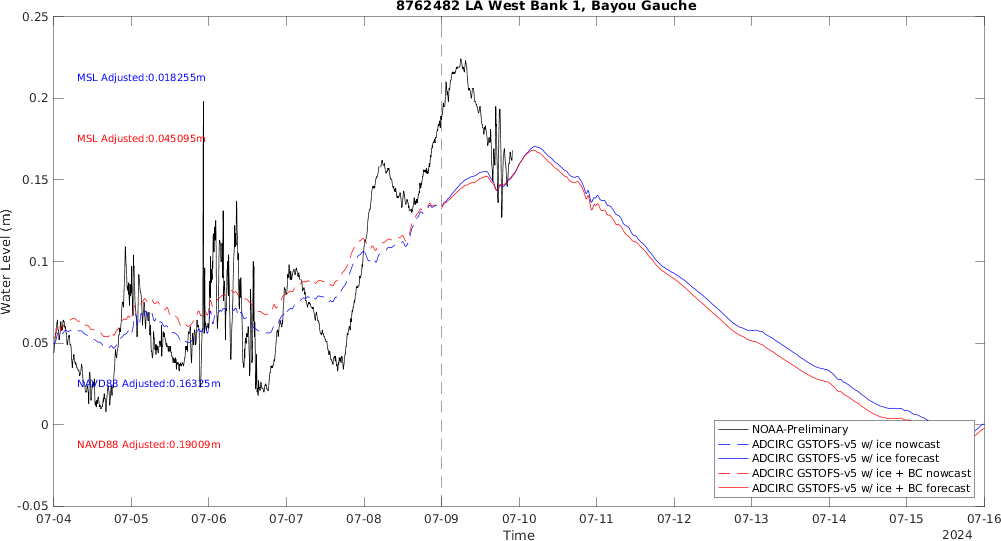 8762482 LA West Bank 1, Bayou Gauche
0.25
0.2
0.15
0.1
0.05
0
-0.05
Water Level (m)
MSL Adjusted:0.018255m
MSL Adjusted:0.045095m
NAVD88 Adjusted:0.16325m
NAVD88 Adjusted:0.19009m
NOAA-Preliminary
ADCIRC GSTOFS-v5 w/ ice nowcast
ADCIRC GSTOFS-v5 w/ ice forecast
ADCIRC GSTOFS-v5 w/ ice + BC nowcast
ADCIRC GSTOFS-v5 w/ ice + BC forecast
07-04 07-05 07-06 07-07 07-08 07-09 07-10 07-11 07-12 07-13 07-14 07-15 07-16
Time
2024